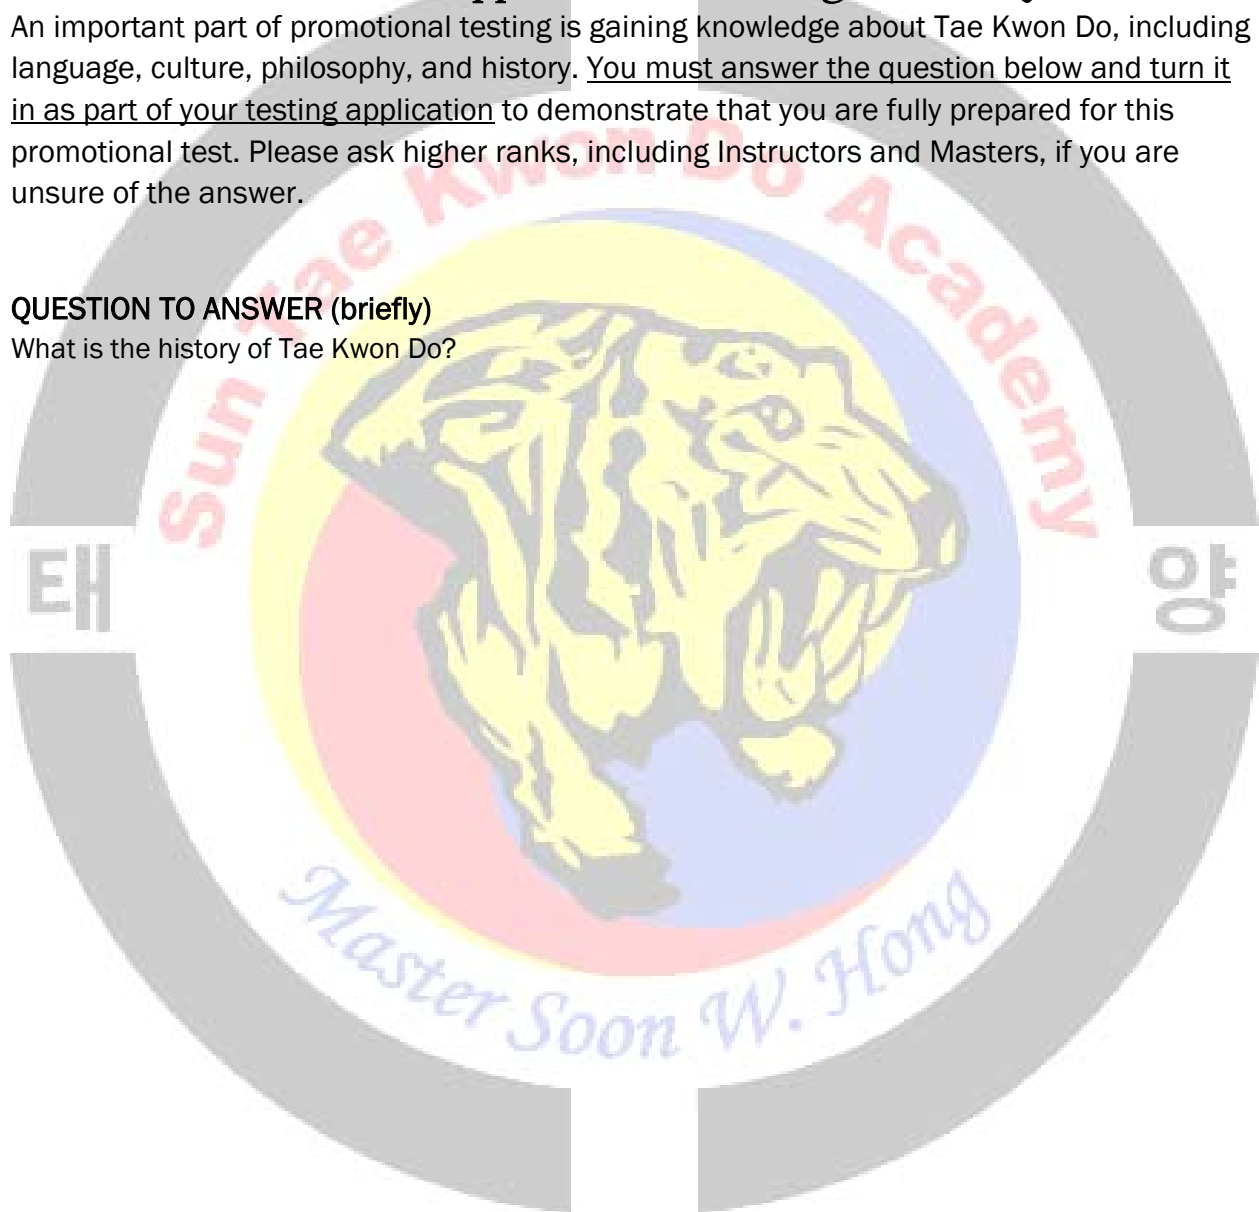 An important part of promotional testing is gaining knowledge about Tae Kwon Do, including
language, culture, philosophy, and history. You must answer the question below and turn it
in as part of your testing application to demonstrate that you are fully prepared for this
promotional test. Please ask higher ranks, including Instructors and Masters, if you are
unsure of the answer.
QUESTION TO ANSWER (briefly)
What is the history of Tae Kwon Do?
Sun Tae Kwon Do Academy
태
양
Master Soon W. Hong